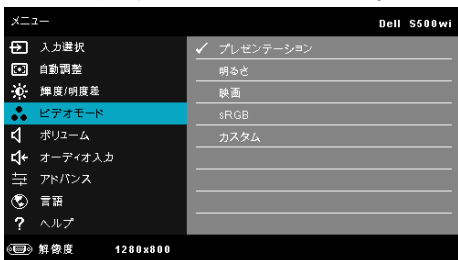 メニュー
Dell S500wi
入力選択
自動調整
輝度/明度差
ビデオモード
ボリューム
オーディオ入力
アドバンス
言語
? ヘルプ
✓ プレゼンテーション
明るさ
映画
sRGB
カスタム
解像度 1280x800